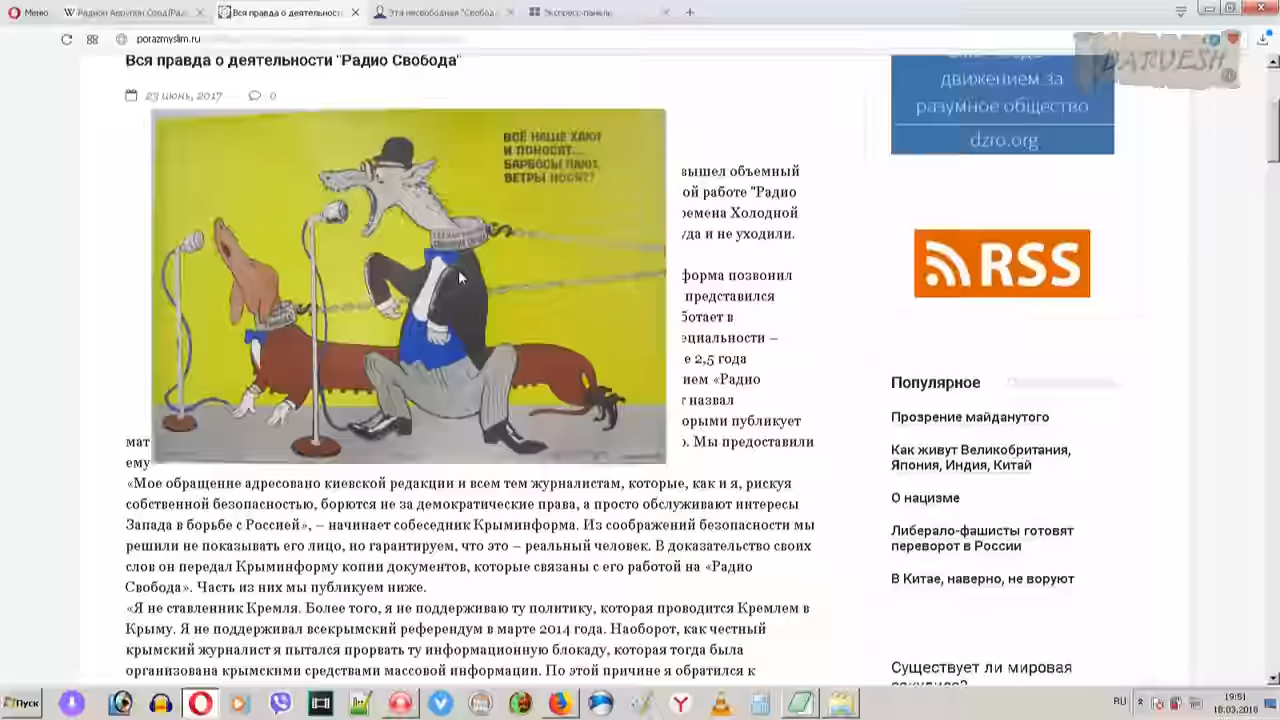 Меню
Вся правда о деятельност
Эта несвободная "Свобод
Экспресс-панель
porazmyslim.ru
DARVESH
Вся правда о деятельности "Радио Свобода"
23 июнь, 2017
0
ВСЁ НАШЕ ХАЮТ
И ПОНОСЯТ...
БАРБОСЫ ЛАЮТ,
ВЕТРЫ НОСЯТ!?
вышел объемный
ой работе "Радио
ремена Холодной
уда и не уходили.
форма позвонил
представился
ботает в
ециальности –
е 2,5 года
ием «Радио
т назвал
орыми публикует
мат
о. Мы предоставили
ему
«Мое обращение адресовано киевской редакции и всем тем журналистам, которые, как и я, рискуя
собственной безопасностью, борются не за демократические права, а просто обслуживают интересы
Запада в борьбе с Россией», – начинает собеседник Крыминформа. Из соображений безопасности мы
решили не показывать его лицо, но гарантируем, что это – реальный человек. В доказательство своих
слов он передал Крыминформу копии документов, которые связаны с его работой на «Радио
Свобода». Часть из них мы публикуем ниже.
«Я не ставленник Кремля. Более того, я не поддерживаю ту политику, которая проводится Кремлем в
Крыму. Я не поддерживал всекрымский референдум в марте 2014 года. Наоборот, как честный
крымский журналист я пытался прорвать ту информационную блокаду, которая тогда была
организована крымскими средствами массовой информации. По этой причине я обратился к
движением за
разумное общество
dzro.org
RSS
Популярное
Прозрение майданутого
Как живут Великобритания,
Япония, Индия, Китай
О нацизме
Либерало-фашисты готовят
переворот в России
В Китае, наверно, не воруют
Существует ли мировая
Пуск
RU
19:51
18.03.2018